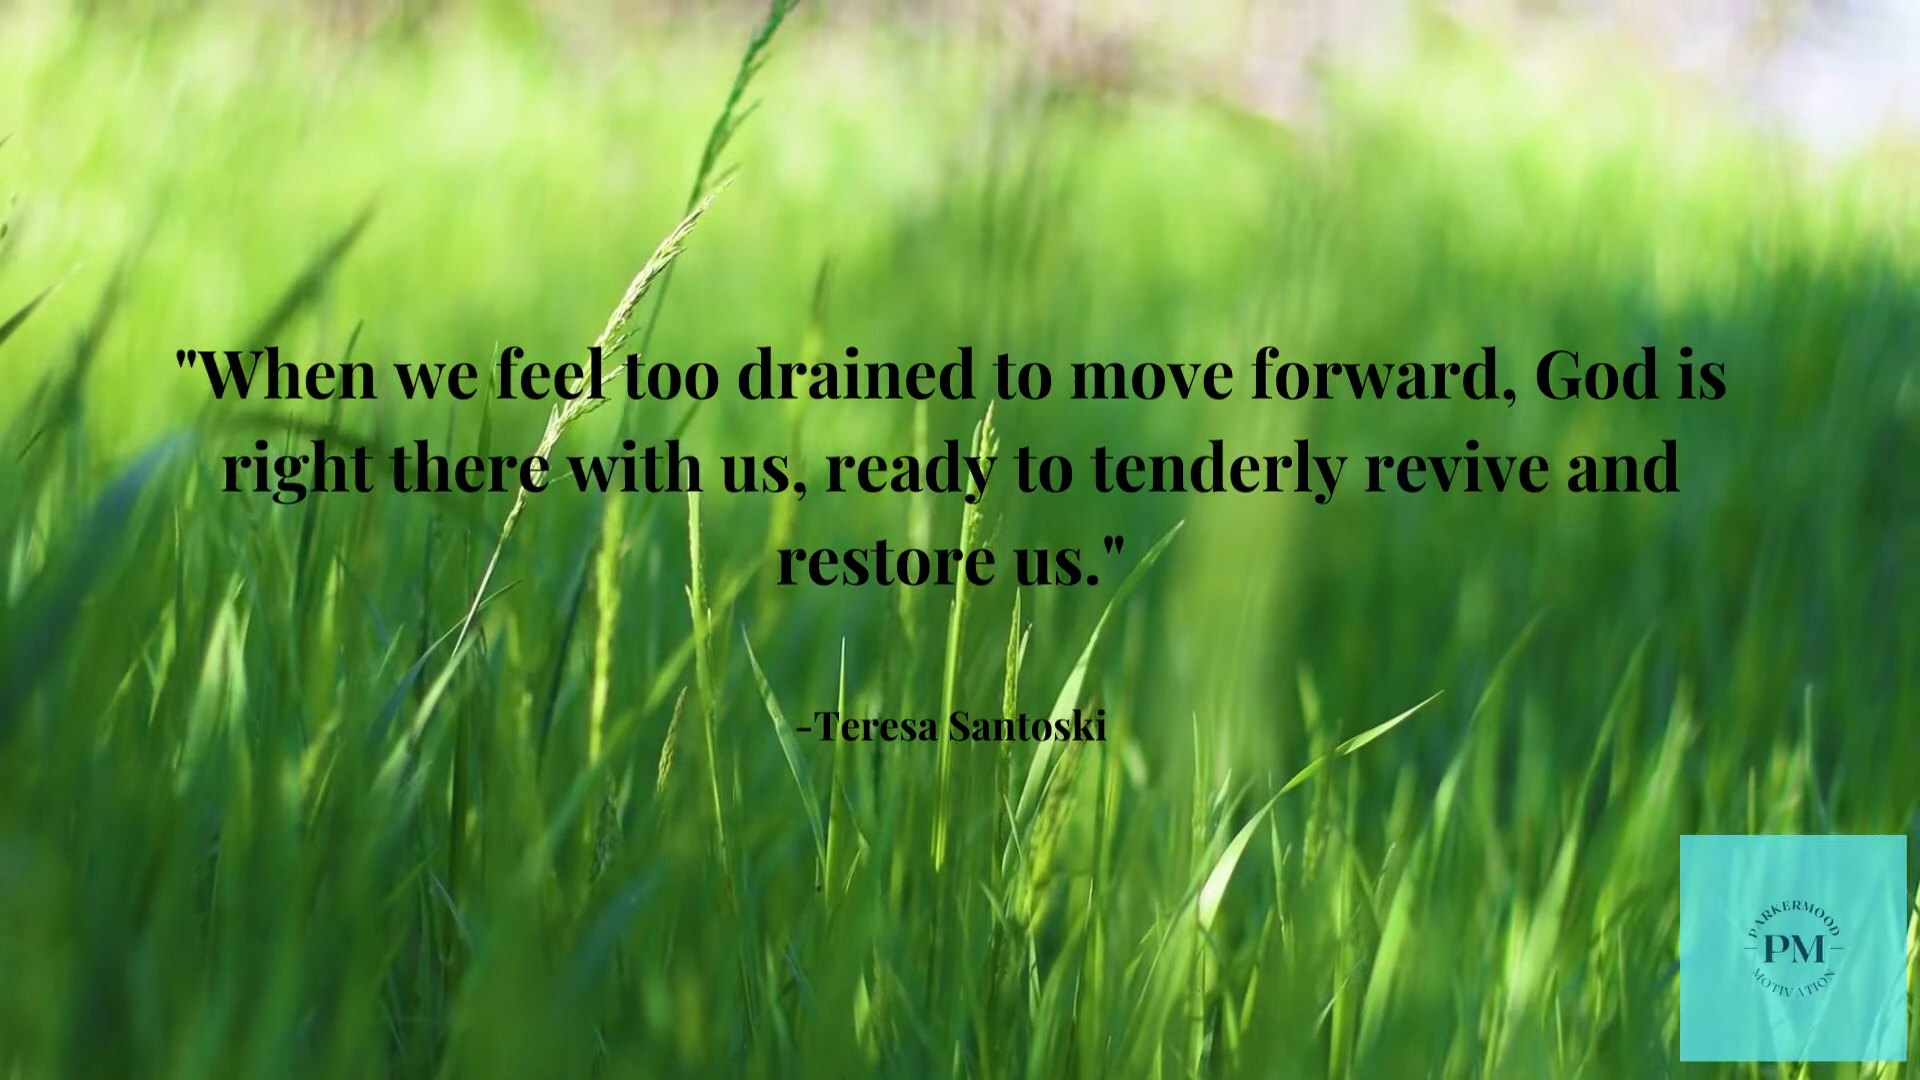 "When we feel too drained to move forward, God is
right there with us, ready to tenderly revive and
restore us."
-Teresa Santoski
PARKERMOOD
PM
MOTIVATION